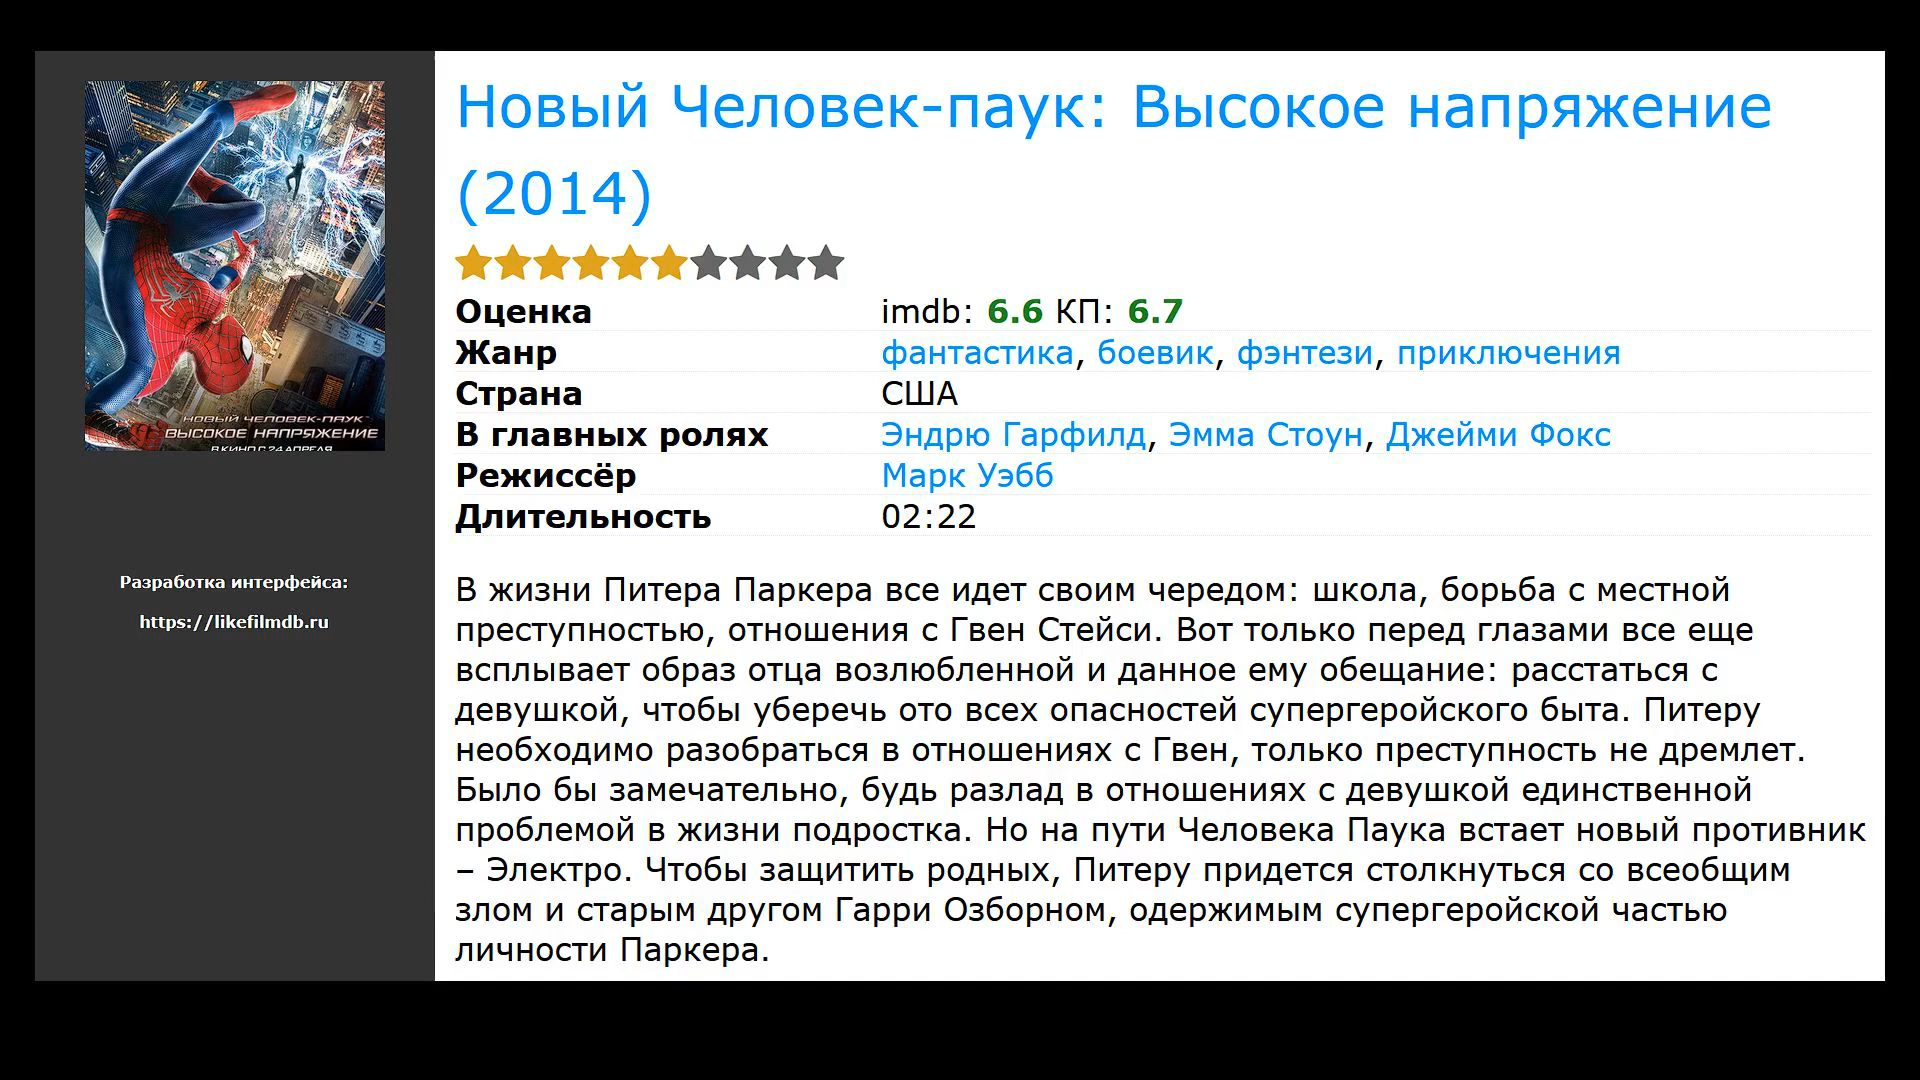 Новый Человек-паук: Высокое напряжение
(2014)
Оценка imdb: 6.6 КП: 6.7
Жанр фантастика, боевик, фэнтези, приключения
Страна США
В главных ролях Эндрю Гарфилд, Эмма Стоун, Джейми Фокс
Режиссёр Марк Уэбб
Длительность 02:22
В жизни Питера Паркера все идет своим чередом: школа, борьба с местной
преступностью, отношения с Гвен Стейси. Вот только перед глазами все еще
всплывает образ отца возлюбленной и данное ему обещание: расстаться с
девушкой, чтобы уберечь ото всех опасностей супергеройского быта. Питеру
необходимо разобраться в отношениях с Гвен, только преступность не дремлет.
Было бы замечательно, будь разлад в отношениях с девушкой единственной
проблемой в жизни подростка. Но на пути Человека Паука встает новый противник
– Электро. Чтобы защитить родных, Питеру придется столкнуться со всеобщим
злом и старым другом Гарри Озборном, одержимым супергеройской частью
личности Паркера.
НОВЫЙ ЧЕЛОВЕК-ПАУК™
ВЫСОКОЕ НАПРЯЖЕНИЕ
В КИНО С 24 АПРЕЛЯ
Разработка интерфейса:
https://likefilmdb.ru